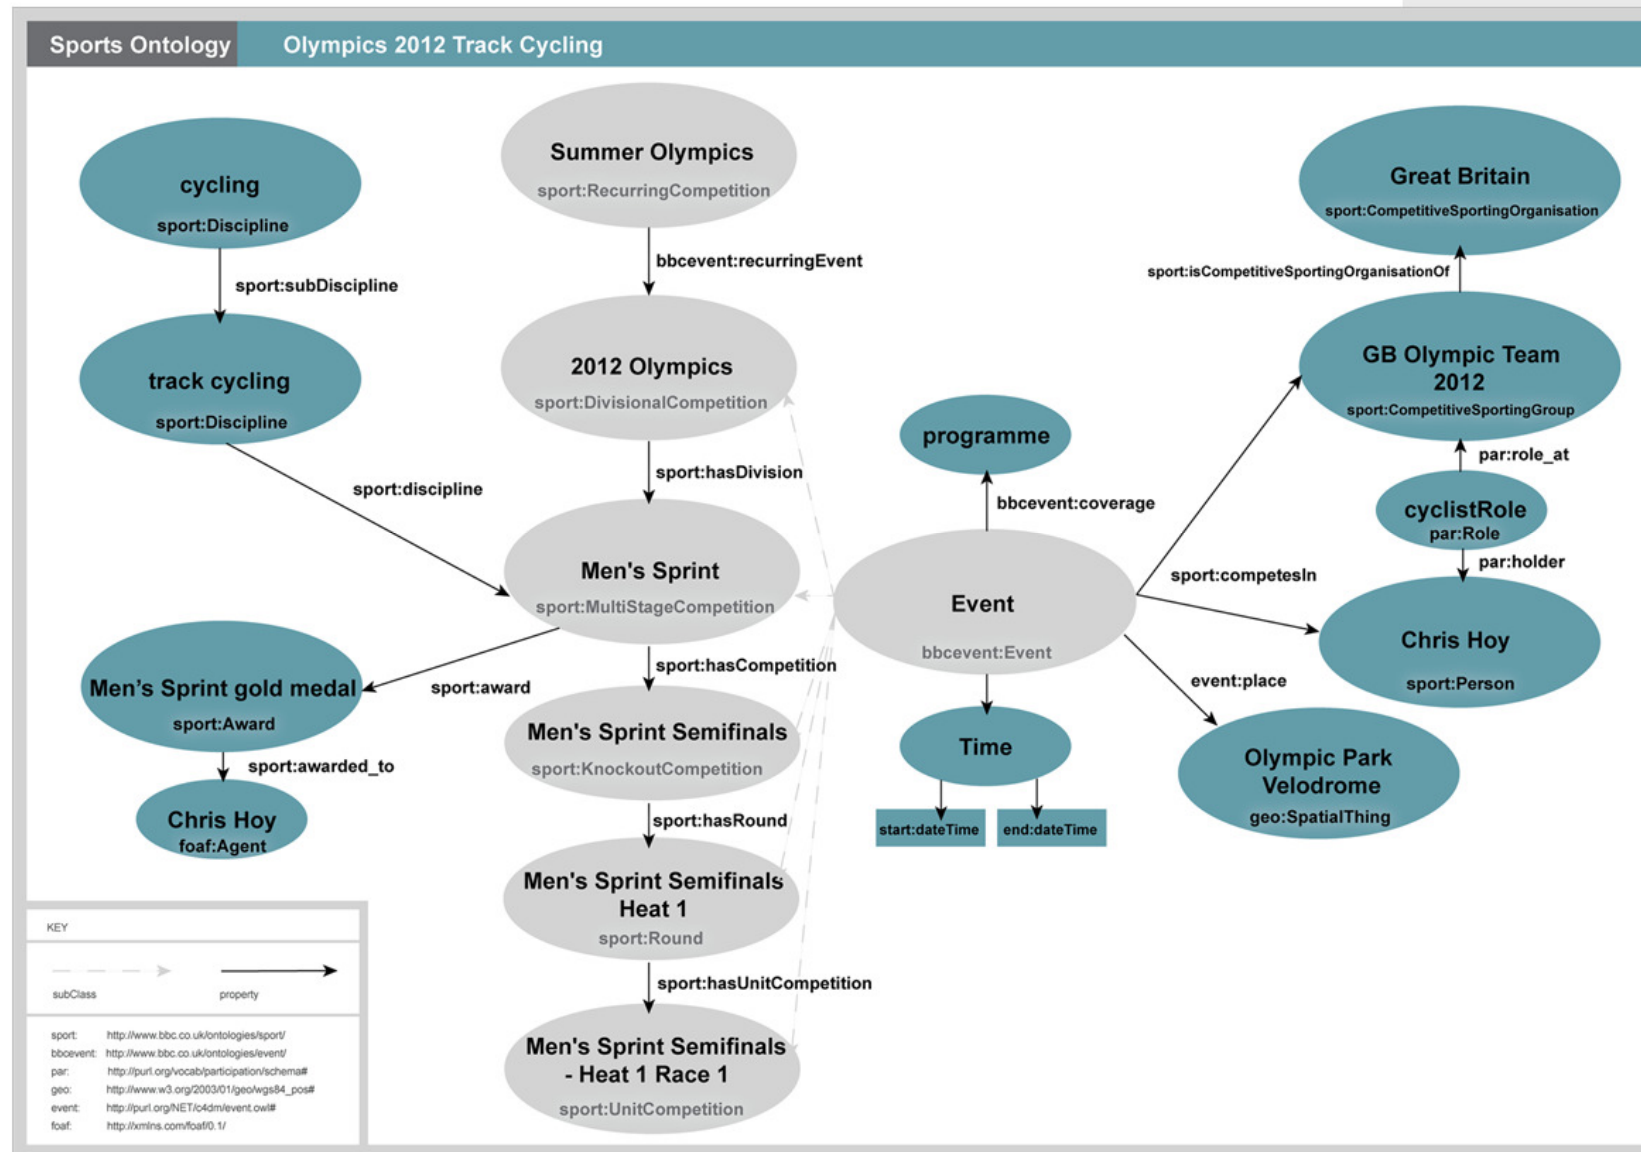 Sports Ontology
Olympics 2012 Track Cycling
cycling
sport:Discipline
sport:subDiscipline
track cycling
sport:Discipline
sport:discipline
Men’s Sprint gold medal
sport:Award
sport:award
sport:awarded_to
Chris Hoy
foaf:Agent
Summer Olympics
sport:RecurringCompetition
bbcevent:recurringEvent
2012 Olympics
sport:DivisionalCompetition
sport:hasDivision
Men's Sprint
sport:MultiStageCompetition
sport:hasCompetition
Men's Sprint Semifinals
sport:KnockoutCompetition
sport:hasRound
Men's Sprint Semifinals
Heat 1
sport:Round
sport:hasUnitCompetition
Men's Sprint Semifinals
- Heat 1 Race 1
sport:UnitCompetition
programme
bbcevent:coverage
Event
bbcevent:Event
Time
start:dateTime
end:dateTime
Great Britain
sport:CompetitiveSportingOrganisation
sport:isCompetitiveSportingOrganisationOf
GB Olympic Team
2012
sport:CompetitiveSportingGroup
par:role_at
cyclistRole
par:Role
par:holder
sport:competesIn
Chris Hoy
sport:Person
event:place
Olympic Park
Velodrome
geo:SpatialThing
KEY
subClass
property
sport: http://www.bbc.co.uk/ontologies/sport/
bbcevent: http://www.bbc.co.uk/ontologies/event/
par: http://purl.org/vocab/participation/schema#
geo: http://www.w3.org/2003/01/geo/wgs84_pos#
event: http://purl.org/NET/c4dm/event.owl#
foaf: http://xmlns.com/foaf/0.1/